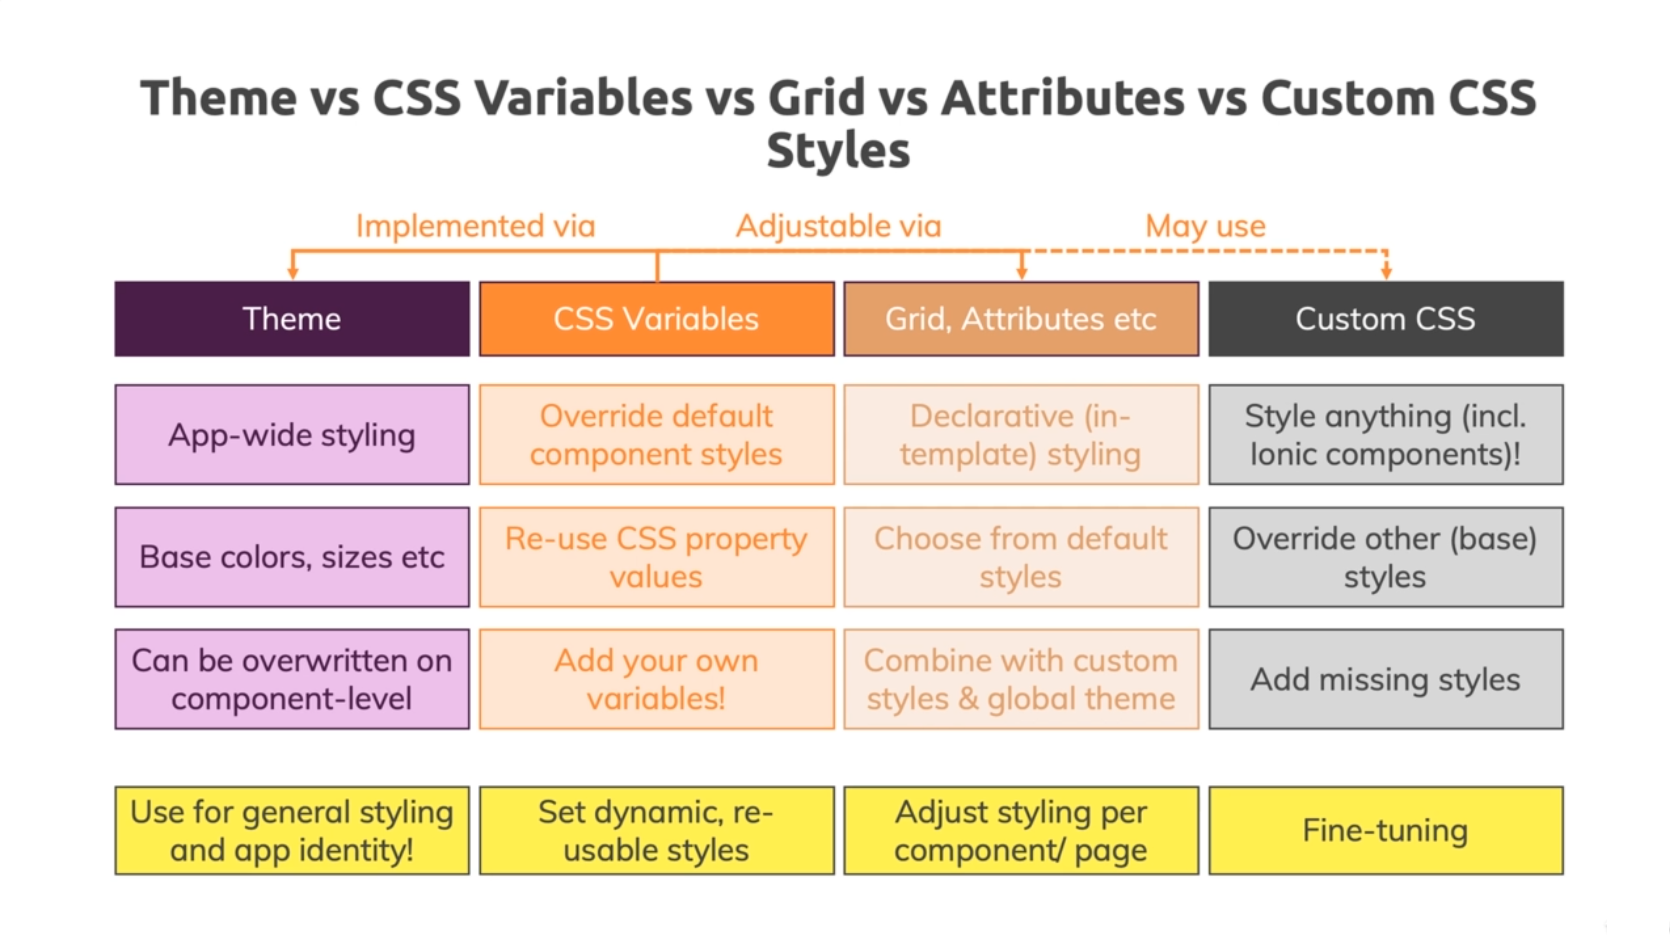 Theme vs CSS Variables vs Grid vs Attributes vs Custom CSS
Styles
Implemented via
Adjustable via
May use
Theme
CSS Variables
Grid, Attributes etc
Custom CSS
App-wide styling
Override default
component styles
Declarative (in-
template) styling
Style anything (incl.
Ionic components)!
Base colors, sizes etc
Re-use CSS property
values
Choose from default
styles
Override other (base)
styles
Can be overwritten on
component-level
Add your own
variables!
Combine with custom
styles & global theme
Add missing styles
Use for general styling
and app identity!
Set dynamic, re-
usable styles
Adjust styling per
component/ page
Fine-tuning